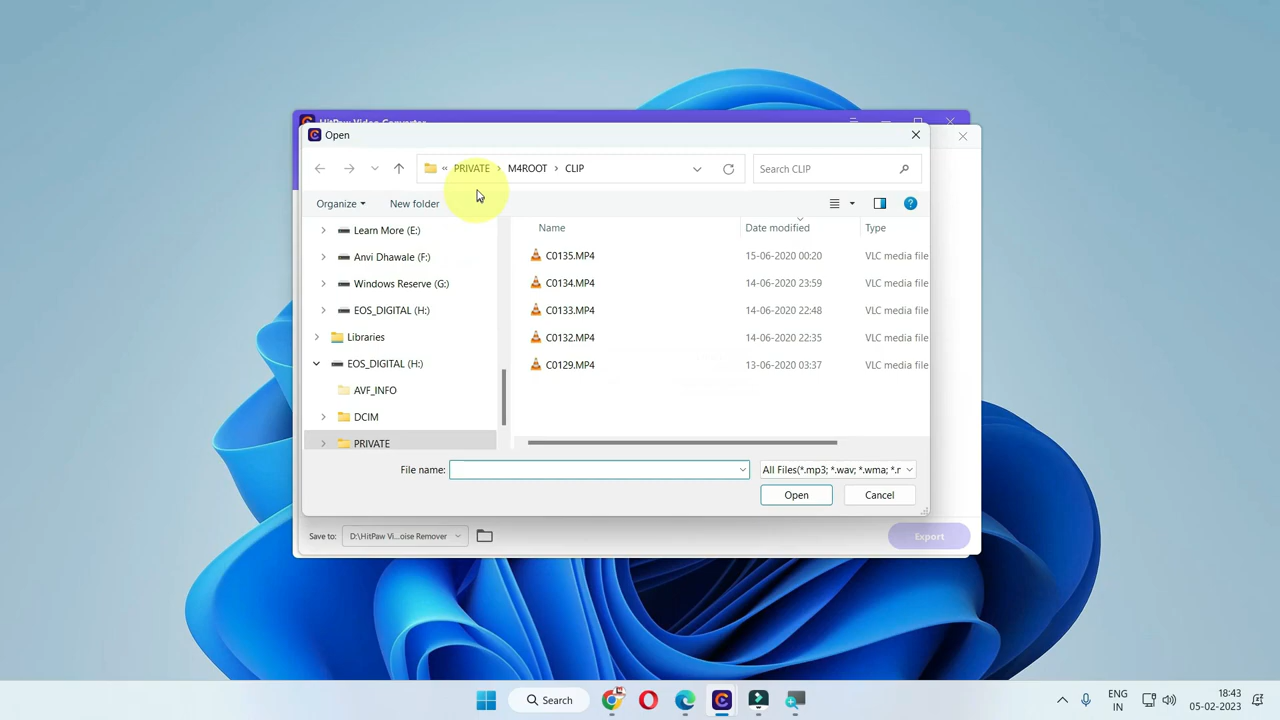 HitPaw Video Converter
Open
« PRIVATE › M4ROOT › CLIP
Search CLIP
Organize
New folder
Learn More (E:)
Anvi Dhawale (F:)
Windows Reserve (G:)
EOS_DIGITAL (H:)
Libraries
EOS_DIGITAL (H:)
AVF_INFO
DCIM
PRIVATE
Name Date modified Type
C0135.MP4 15-06-2020 00:20 VLC media file
C0134.MP4 14-06-2020 23:59 VLC media file
C0133.MP4 14-06-2020 22:48 VLC media file
C0132.MP4 14-06-2020 22:35 VLC media file
C0129.MP4 13-06-2020 03:37 VLC media file
File name:
All Files(*.mp3; *.wav; *.wma; *.r
Open
Cancel
Save to: D:\HitPaw Vi...oise Remover
Export
Search
ENG
IN
18:43
05-02-2023